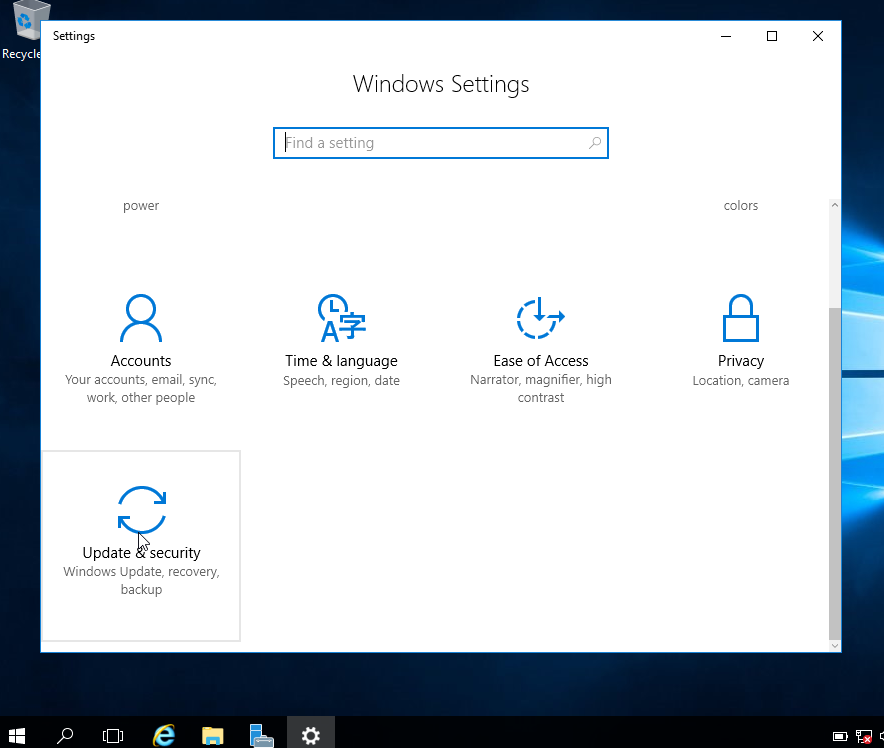 Recycle
Settings
Windows Settings
Find a setting
power
colors
Accounts
Your accounts, email, sync,
work, other people
Time & language
Speech, region, date
Ease of Access
Narrator, magnifier, high
contrast
Privacy
Location, camera
Update & security
Windows Update, recovery,
backup